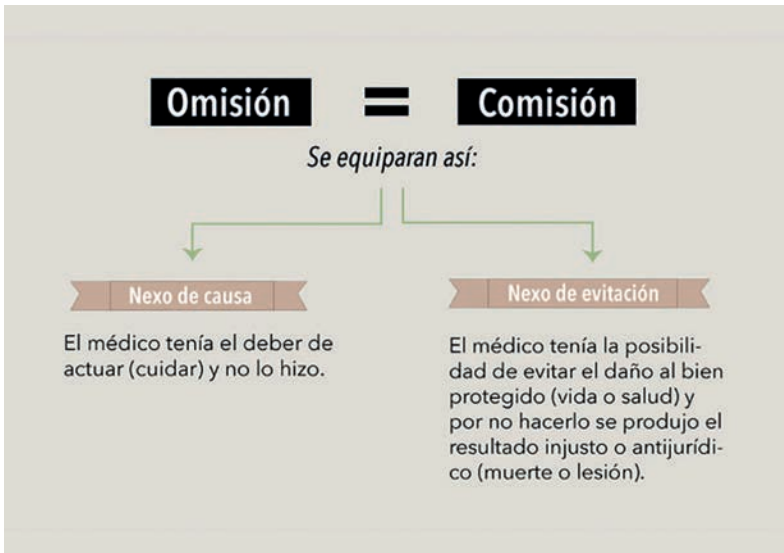 Omisión = Comisión
Se equiparan así:
Nexo de causa
El médico tenía el deber de
actuar (cuidar) y no lo hizo.
Nexo de evitación
El médico tenía la posibili-
dad de evitar el daño al bien
protegido (vida o salud) y
por no hacerlo se produjo el
resultado injusto o antijurídi-
co (muerte o lesión).